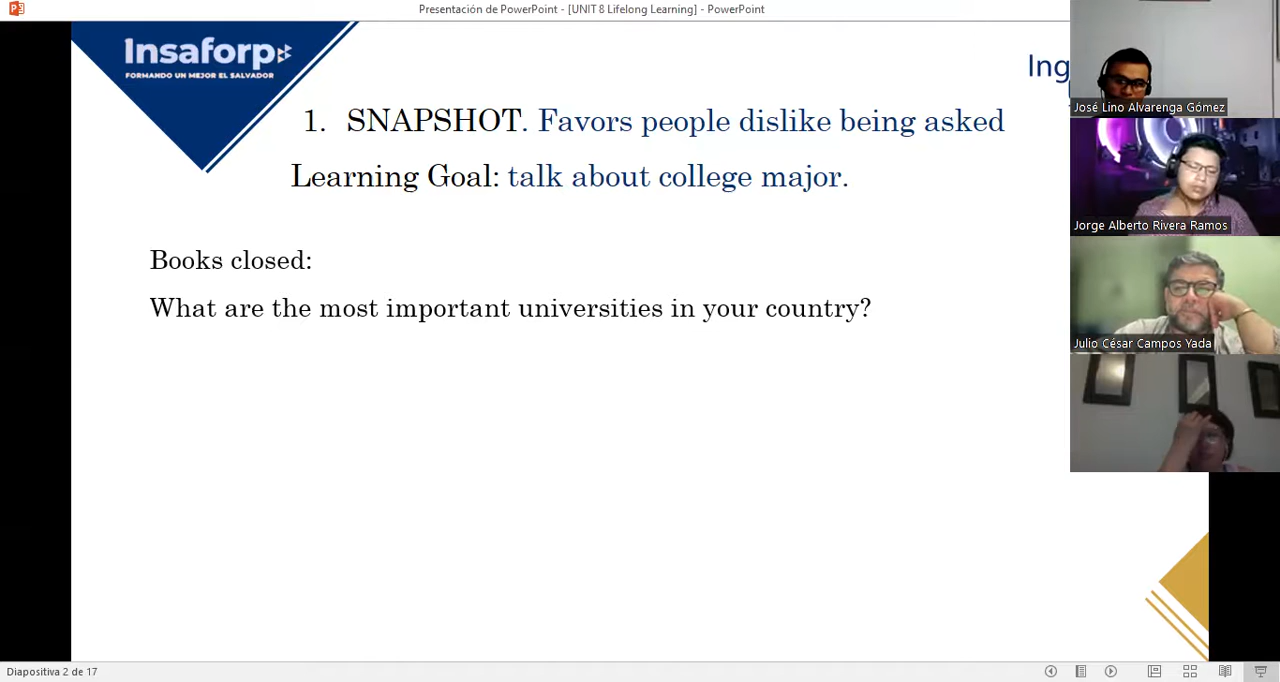 Presentación de PowerPoint - [UNIT 8 Lifelong Learning] - PowerPoint
Insaforp
FORMANDO UN MEJOR EL SALVADOR
Ing
1. SNAPSHOT. Favors people dislike being asked
Learning Goal: talk about college major.
Books closed:
What are the most important universities in your country?
José Lino Alvarenga Gómez
Jorge Alberto Rivera Ramos
Julio César Campos Yada
Diapositiva 2 de 17